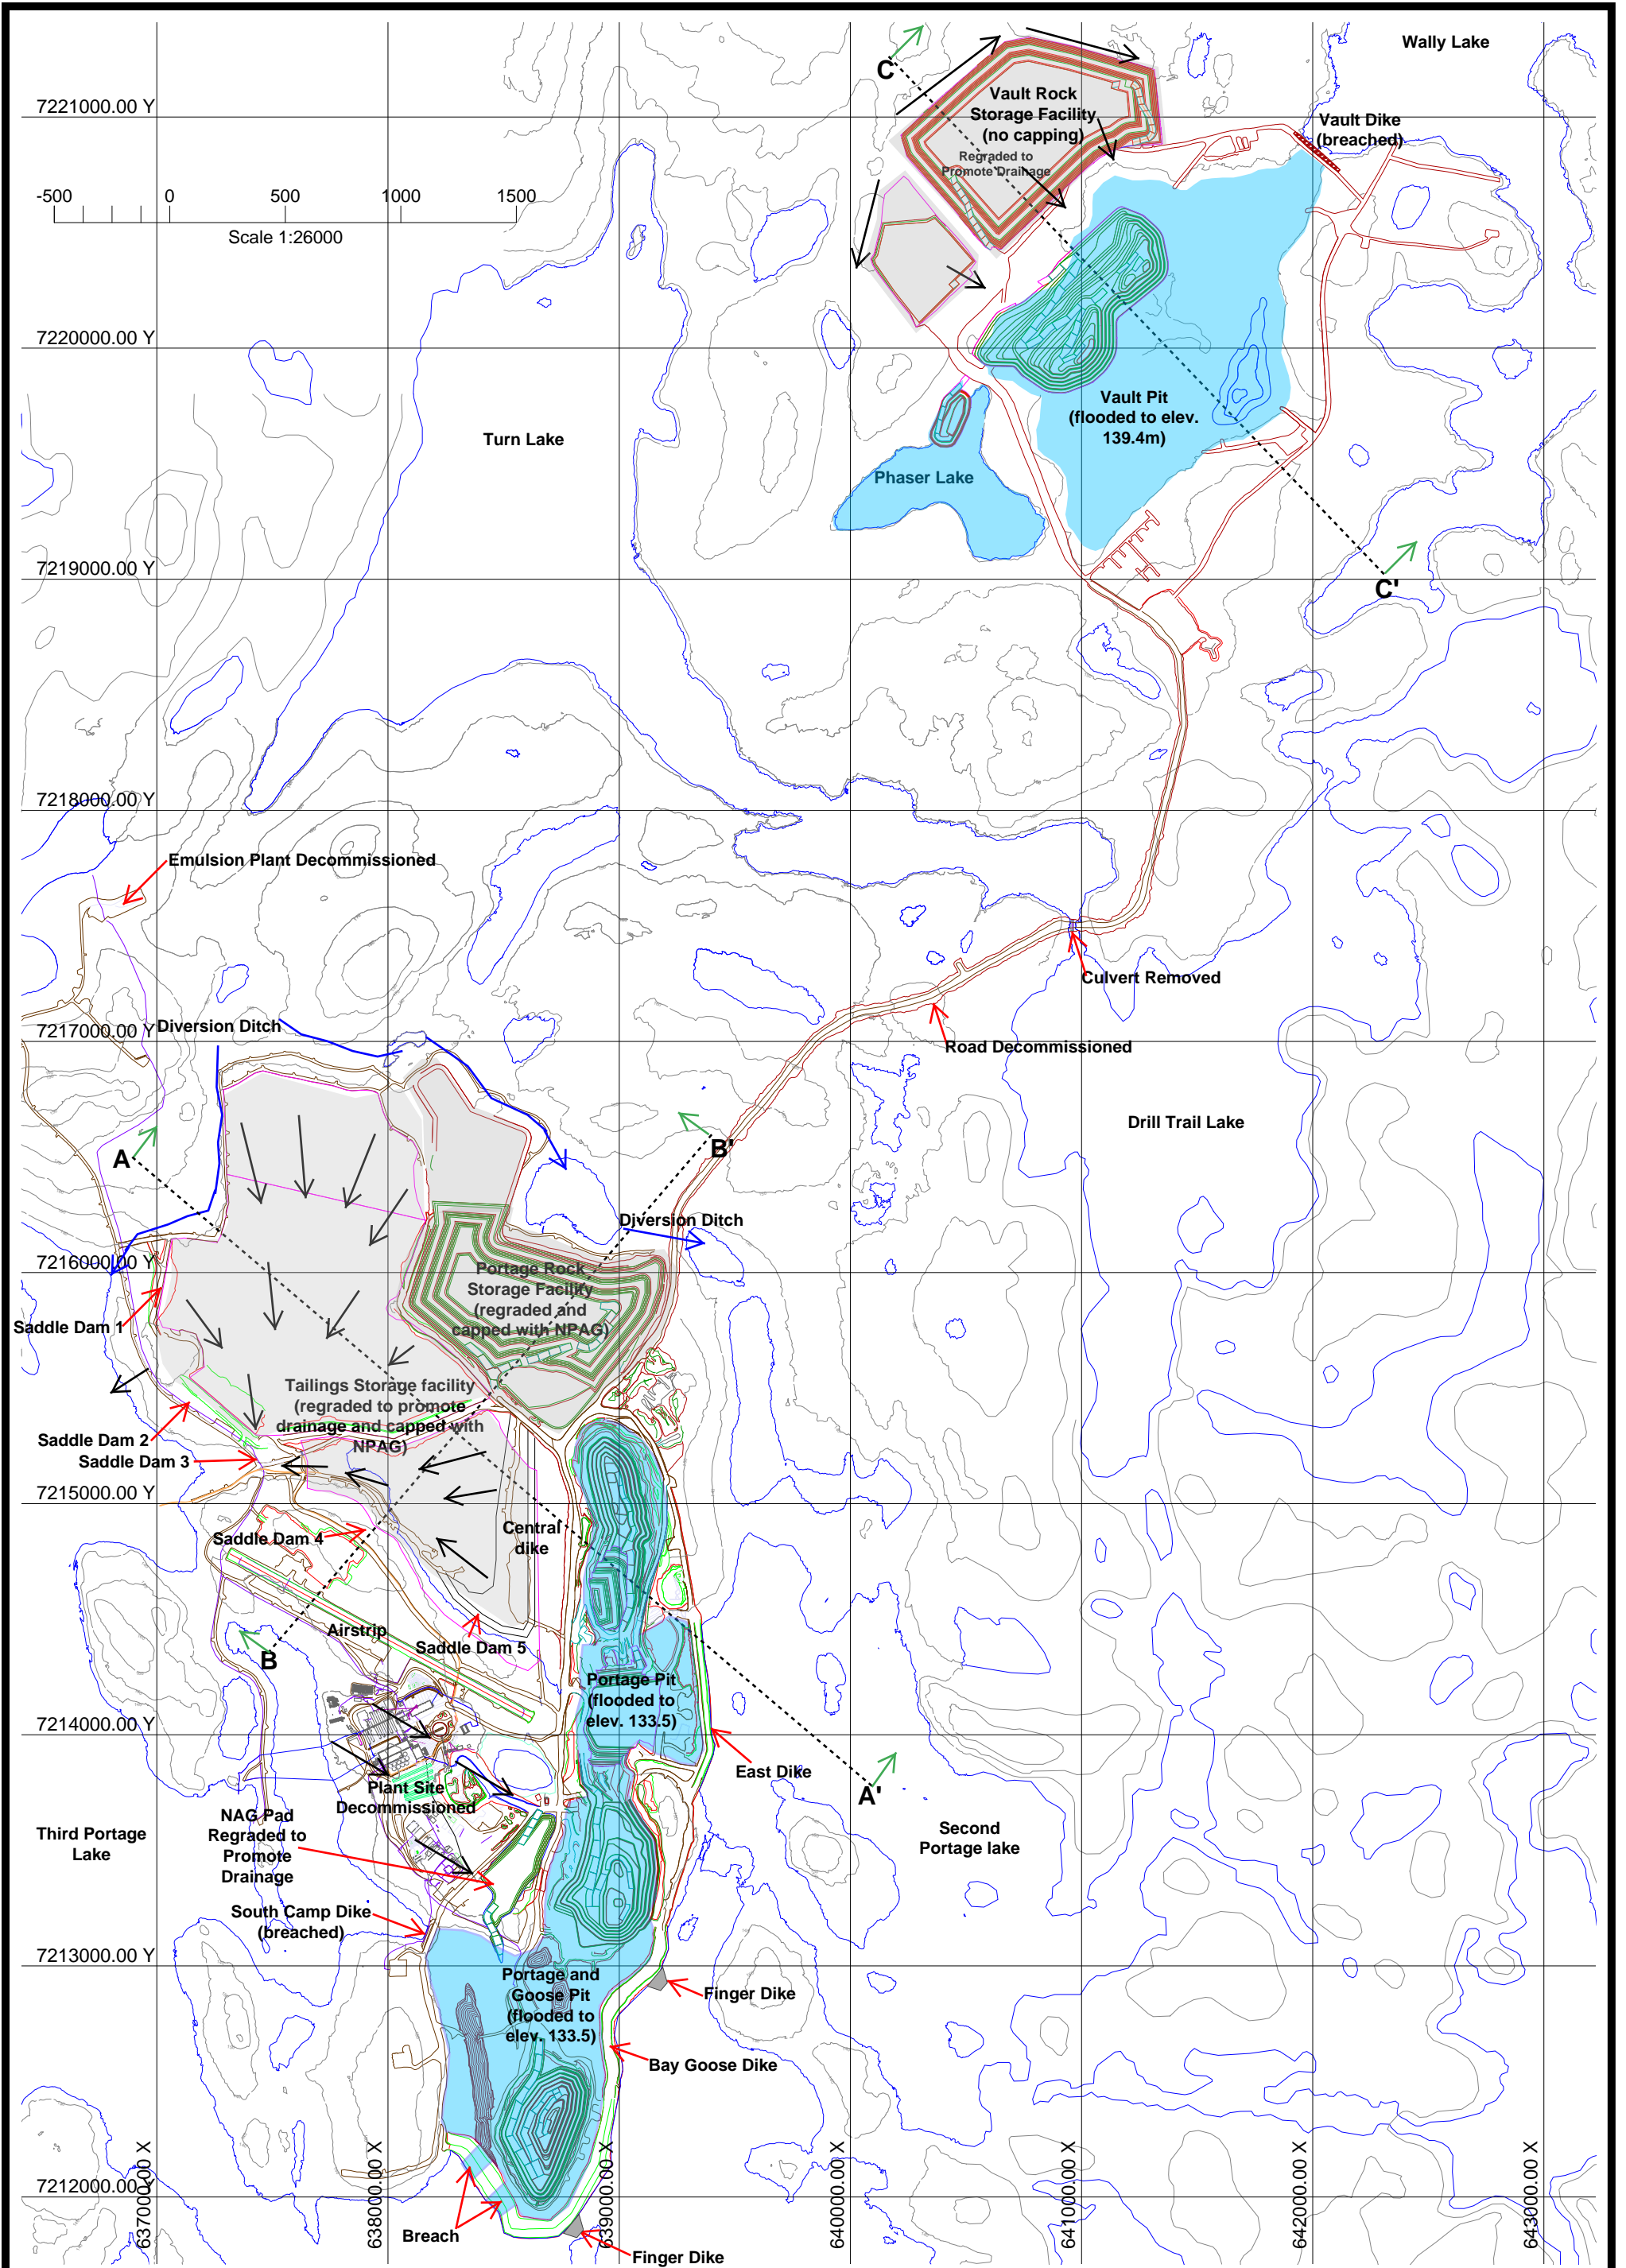 Wally Lake
C
Vault Rock
Storage Facility
(no capping)
Regraded to
Promote Drainage
7221000.00 Y
Vault Dike
(breached)
-500
0
500
1000
1500
Scale 1:26000
7220000.00 Y
Vault Pit
(flooded to elev.
139.4m)
Turn Lake
Phaser Lake
7219000.00 Y
C'
7218000.00 Y
Emulsion Plant Decommissioned
Culvert Removed
7217000.00 Y
Diversion Ditch
Road Decommissioned
Drill Trail Lake
A
B'
Diversion Ditch
7216000.00 Y
Portage Rock
Storage Facility
(regraded and
capped with NPAG)
Saddle Dam 1
Tailings Storage facility
(regraded to promote
drainage and capped with
NPAG)
Saddle Dam 2
Saddle Dam 3
7215000.00 Y
Saddle Dam 4
Central
dike
Airstrip
Saddle Dam 5
B
Portage Pit
(flooded to
elev. 133.5)
7214000.00 Y
East Dike
A'
Plant Site
Decommissioned
NAG Pad
Regraded to
Promote
Drainage
Third Portage
Lake
Second
Portage lake
South Camp Dike
(breached)
7213000.00 Y
Portage and
Goose Pit
(flooded to
elev. 133.5)
Finger Dike
Bay Goose Dike
7212000.00 Y
637000.00 X
638000.00 X
639000.00 X
640000.00 X
641000.00 X
642000.00 X
643000.00 X
Breach
Finger Dike